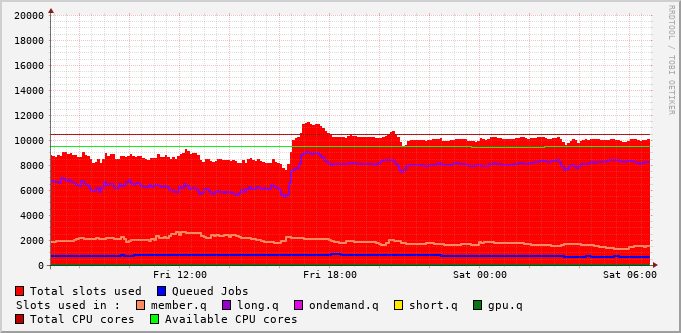 RRDTOOL / TOBI OETIKER
20000
18000
16000
14000
12000
10000
8000
6000
4000
2000
0
Fri 12:00 Fri 18:00 Sat 00:00 Sat 06:00
Total slots used Queued Jobs
Slots used in : member.q long.q ondemand.q short.q gpu.q
Total CPU cores Available CPU cores